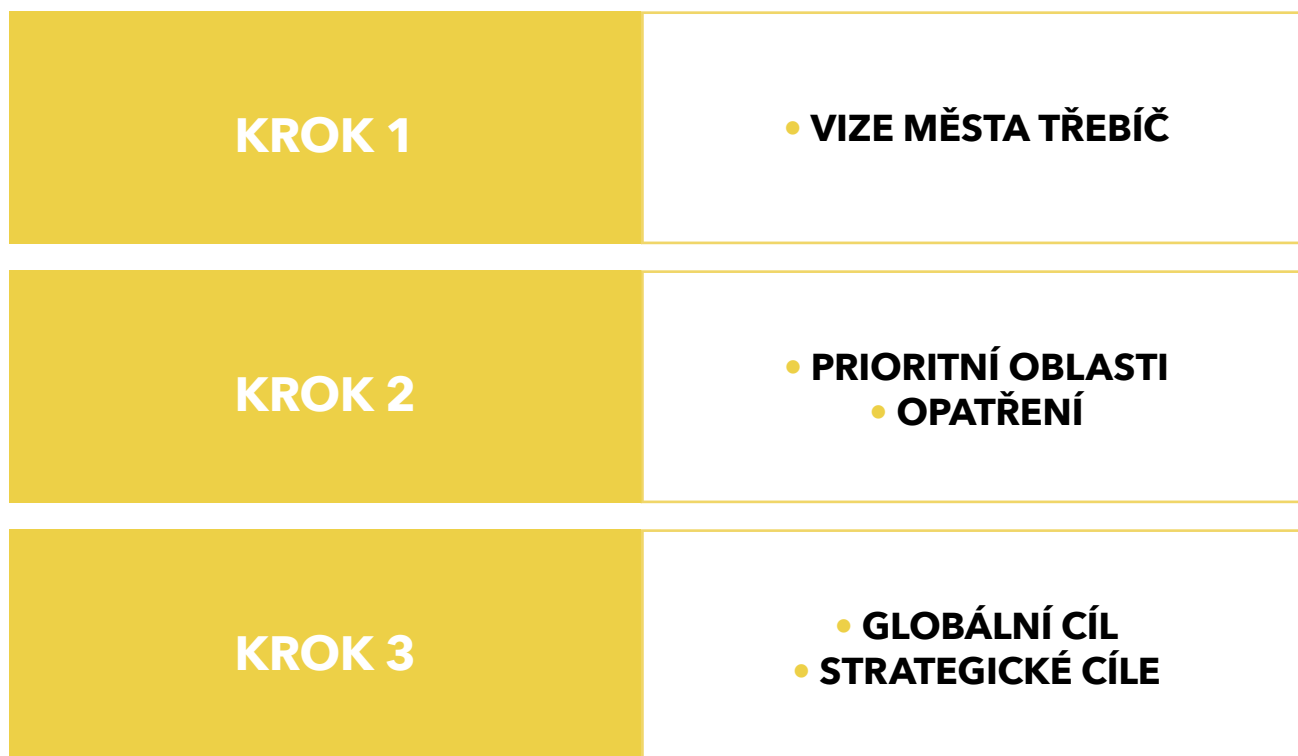 KROK 1
• VIZE MĚSTA TŘEBÍČ
KROK 2
• PRIORITNÍ OBLASTI
• OPATŘENÍ
KROK 3
• GLOBÁLNÍ CÍL
• STRATEGICKÉ CÍLE